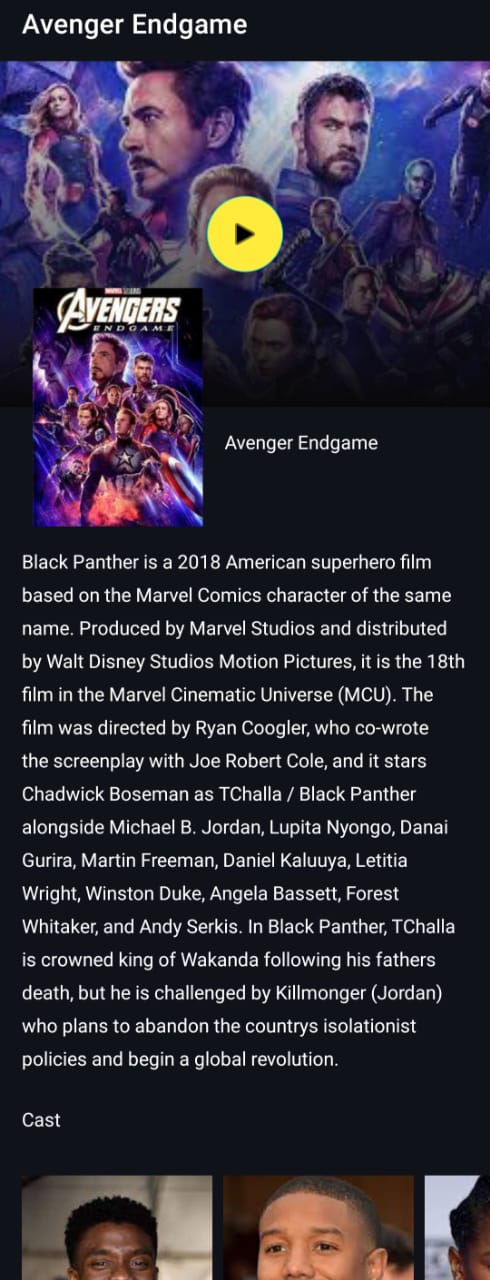 Avenger Endgame
MARVEL STUDIOS
AVENGERS
ENDGAME
Avenger Endgame
Black Panther is a 2018 American superhero film
based on the Marvel Comics character of the same
name. Produced by Marvel Studios and distributed
by Walt Disney Studios Motion Pictures, it is the 18th
film in the Marvel Cinematic Universe (MCU). The
film was directed by Ryan Coogler, who co-wrote
the screenplay with Joe Robert Cole, and it stars
Chadwick Boseman as TChalla / Black Panther
alongside Michael B. Jordan, Lupita Nyongo, Danai
Gurira, Martin Freeman, Daniel Kaluuya, Letitia
Wright, Winston Duke, Angela Bassett, Forest
Whitaker, and Andy Serkis. In Black Panther, TChalla
is crowned king of Wakanda following his fathers
death, but he is challenged by Killmonger (Jordan)
who plans to abandon the countrys isolationist
policies and begin a global revolution.
Cast